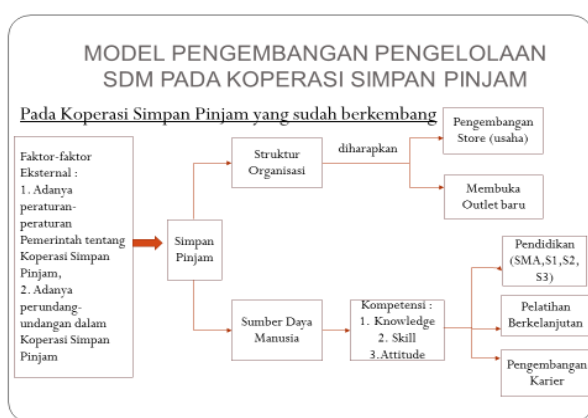 MODEL PENGEMBANGAN PENGELOLAAN
SDM PADA KOPERASI SIMPAN PINJAM
Pada Koperasi Simpan Pinjam yang sudah berkembang
Faktor-faktor
Eksternal :
1. Adanya
peraturan-
peraturan
Pemerintah tentang
Koperasi Simpan
Pinjam,
2. Adanya
perundang-
undangan dalam
Koperasi Simpan
Pinjam
Simpan
Pinjam
Struktur
Organisasi
diharapkan
Pengembangan
Store (usaha)
Membuka
Outlet baru
Sumber Daya
Manusia
Kompetensi :
1. Knowledge
2. Skill
3.Attitude
Pendidikan
(SMA,S1,S2,
S3)
Pelatihan
Berkelanjutan
Pengembangan
Karier